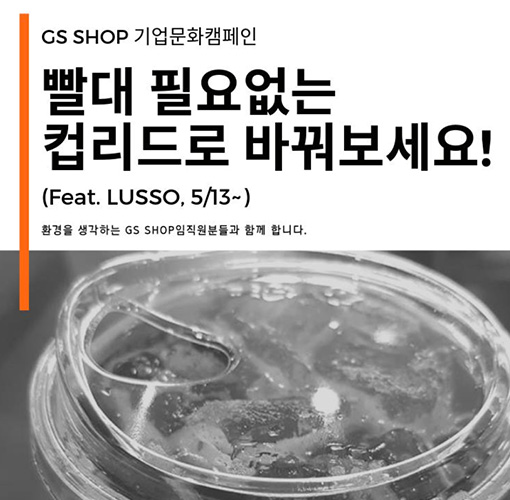 GS SHOP 기업문화캠페인
빨대 필요없는
컵리드로 바꿔보세요!
(Feat. LUSSO, 5/13~)
환경을 생각하는 GS SHOP임직원분들과 함께 합니다.